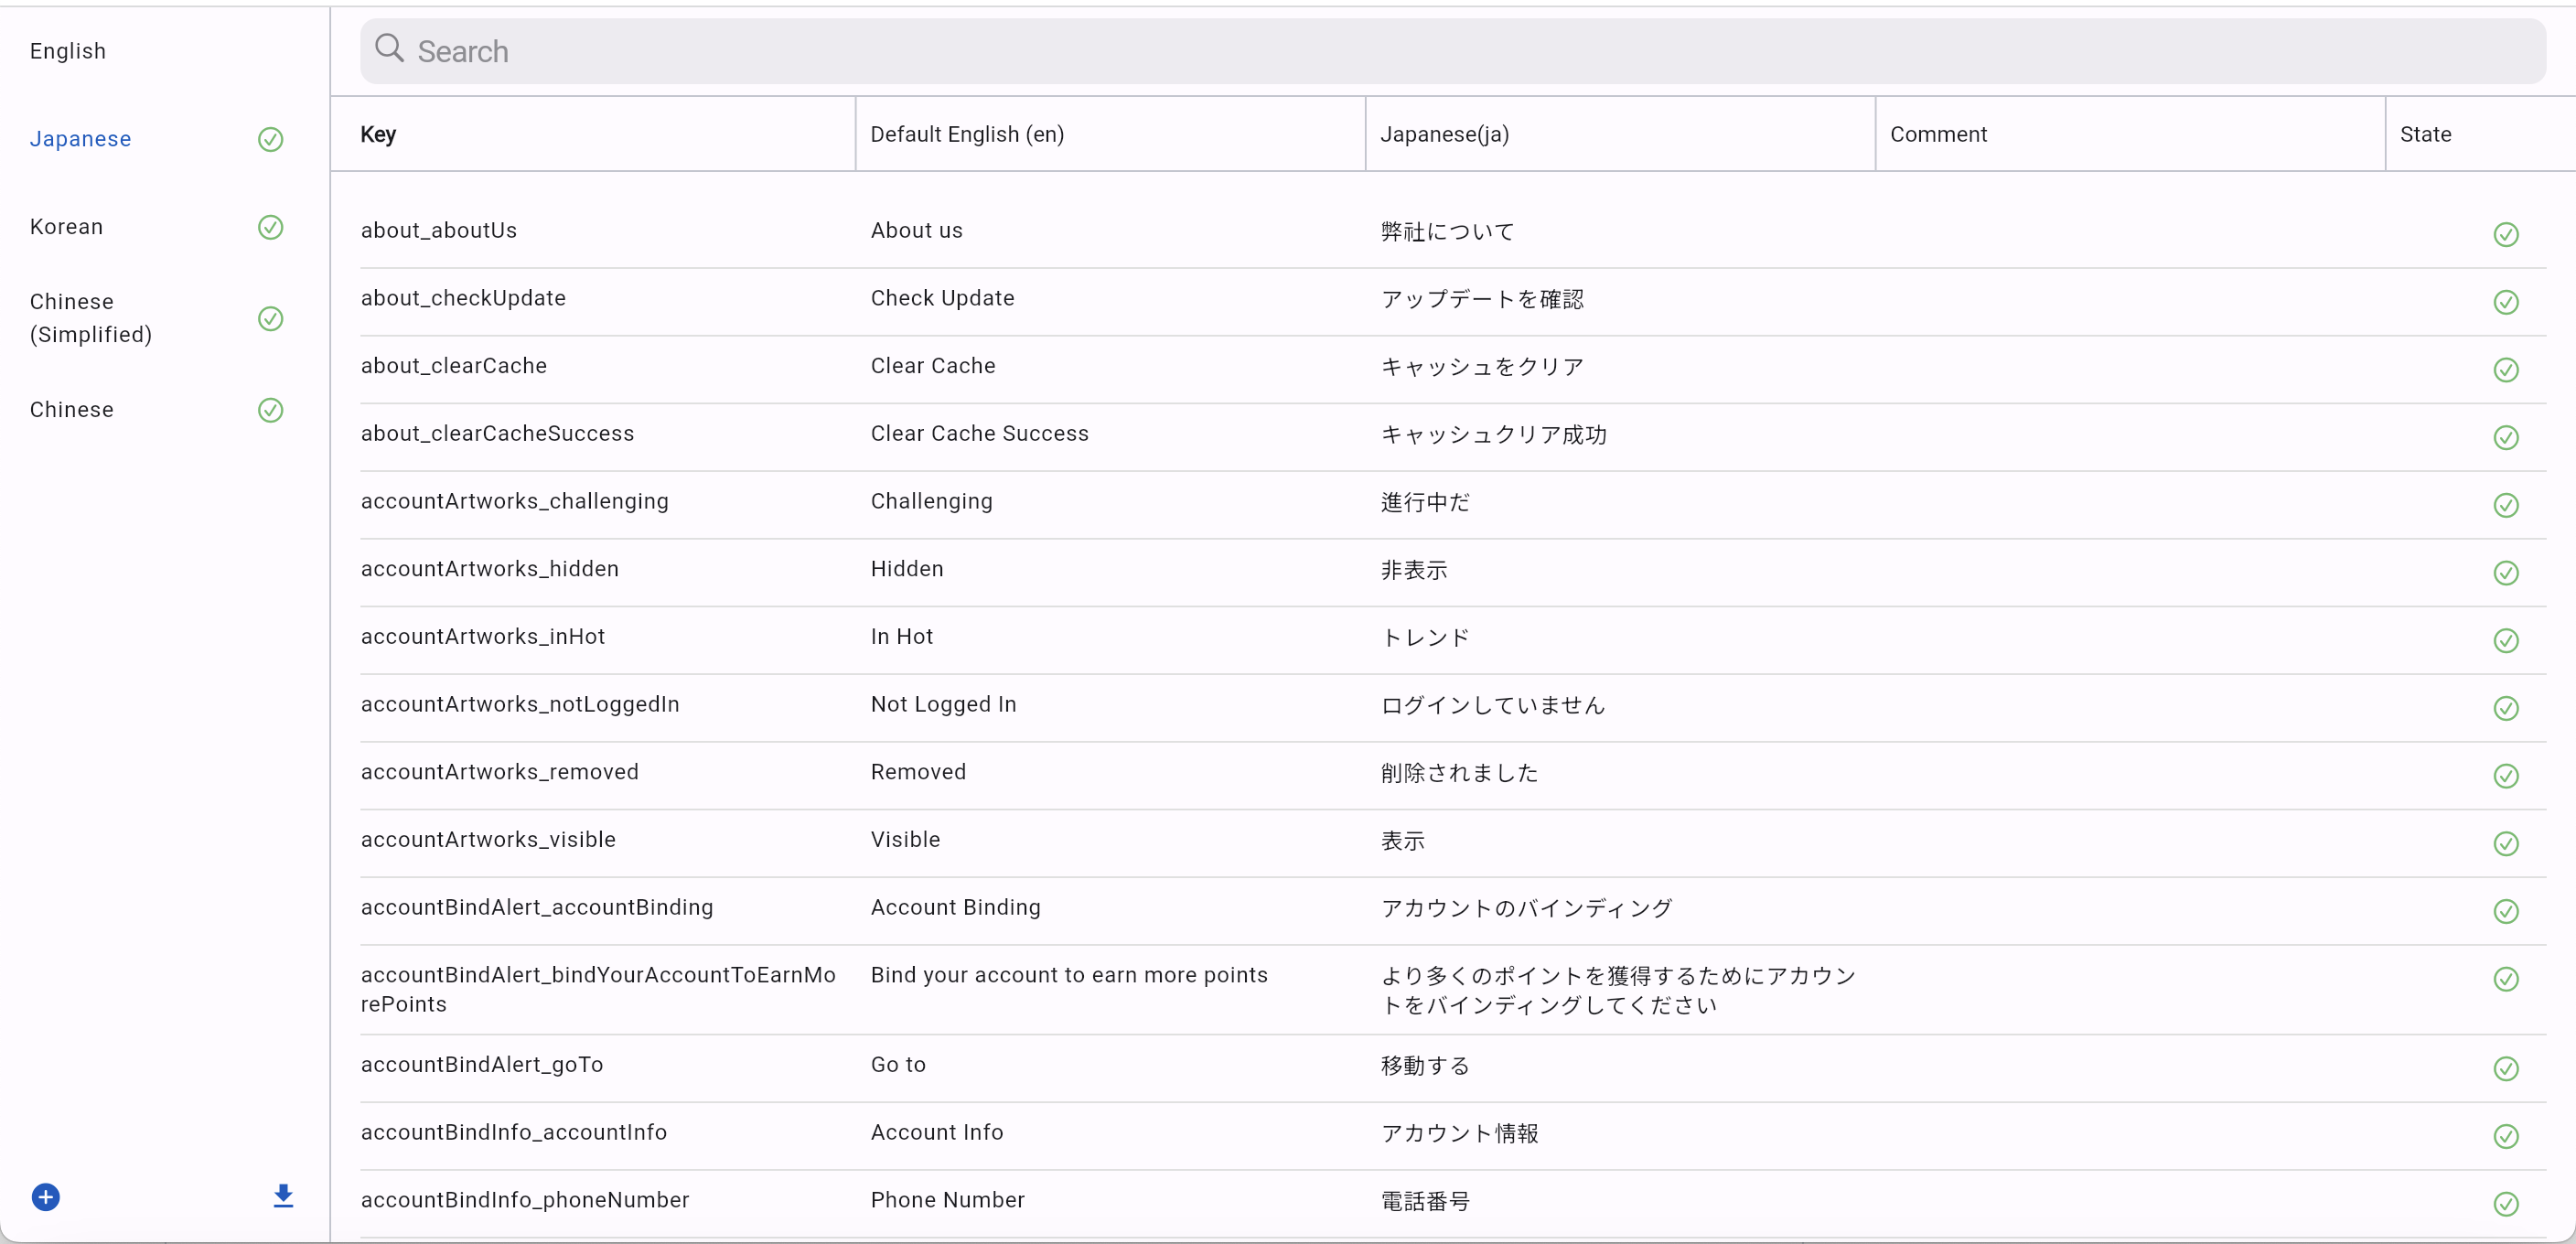 English
Japanese
Korean
Chinese
(Simplified)
Chinese
Search
Key Default English (en) Japanese(ja) Comment State
about_aboutUs About us 弊社について
about_checkUpdate Check Update アップデートを確認
about_clearCache Clear Cache キャッシュをクリア
about_clearCacheSuccess Clear Cache Success キャッシュクリア成功
accountArtworks_challenging Challenging 進行中だ
accountArtworks_hidden Hidden 非表示
accountArtworks_inHot In Hot トレンド
accountArtworks_notLoggedIn Not Logged In ログインしていません
accountArtworks_removed Removed 削除されました
accountArtworks_visible Visible 表示
accountBindAlert_accountBinding Account Binding アカウントのバインディング
accountBindAlert_bindYourAccountToEarnMo Bind your account to earn more points より多くのポイントを獲得するためにアカウン
rePoints トをバインディングしてください
accountBindAlert_goTo Go to 移動する
accountBindInfo_accountInfo Account Info アカウント情報
accountBindInfo_phoneNumber Phone Number 電話番号